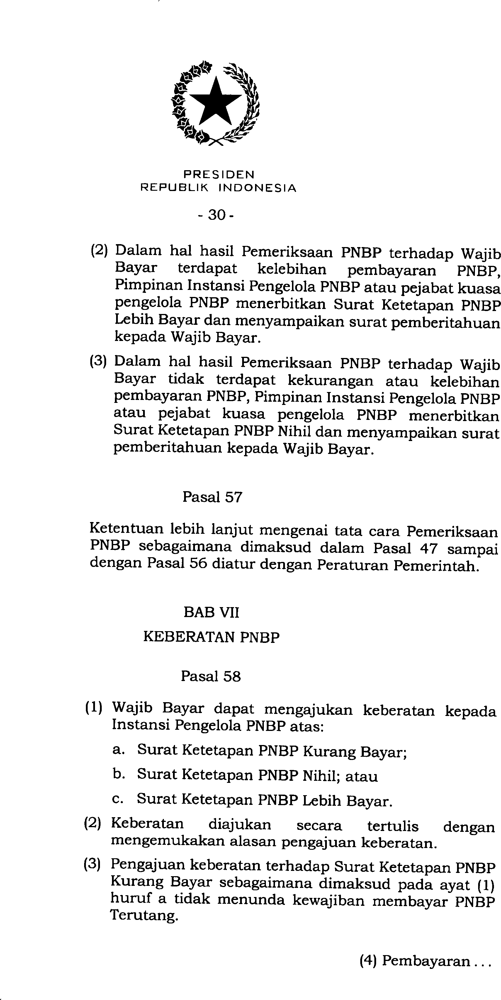 PRESIDEN
REPUBLIK INDONESIA
- 30 -
(2) Dalam hal hasil Pemeriksaan PNBP terhadap Wajib
Bayar terdapat kelebihan pembayaran PNBP,
Pimpinan Instansi Pengelola PNBP atau pejabat kuasa
pengelola PNBP menerbitkan Surat Ketetapan PNBP
Lebih Bayar dan menyampaikan surat pemberitahuan
kepada Wajib Bayar.
(3) Dalam hal hasil Pemeriksaan PNBP terhadap Wajib
Bayar tidak terdapat kekurangan atau kelebihan
pembayaran PNBP, Pimpinan Instansi Pengelola PNBP
atau pejabat kuasa pengelola PNBP menerbitkan
Surat Ketetapan PNBP Nihil dan menyampaikan surat
pemberitahuan kepada Wajib Bayar.
Pasal 57
Ketentuan lebih lanjut mengenai tata cara Pemeriksaan
PNBP sebagaimana dimaksud dalam Pasal 47 sampai
dengan Pasal 56 diatur dengan Peraturan Pemerintah.
BAB VII
KEBERATAN PNBP
Pasal 58
(1) Wajib Bayar dapat mengajukan keberatan kepada
Instansi Pengelola PNBP atas:
a. Surat Ketetapan PNBP Kurang Bayar;
b. Surat Ketetapan PNBP Nihil; atau
c. Surat Ketetapan PNBP Lebih Bayar.
(2) Keberatan diajukan secara tertulis dengan
mengemukakan alasan pengajuan keberatan.
(3) Pengajuan keberatan terhadap Surat Ketetapan PNBP
Kurang Bayar sebagaimana dimaksud pada ayat (1)
huruf a tidak menunda kewajiban membayar PNBP
Terutang.
(4) Pembayaran . . .